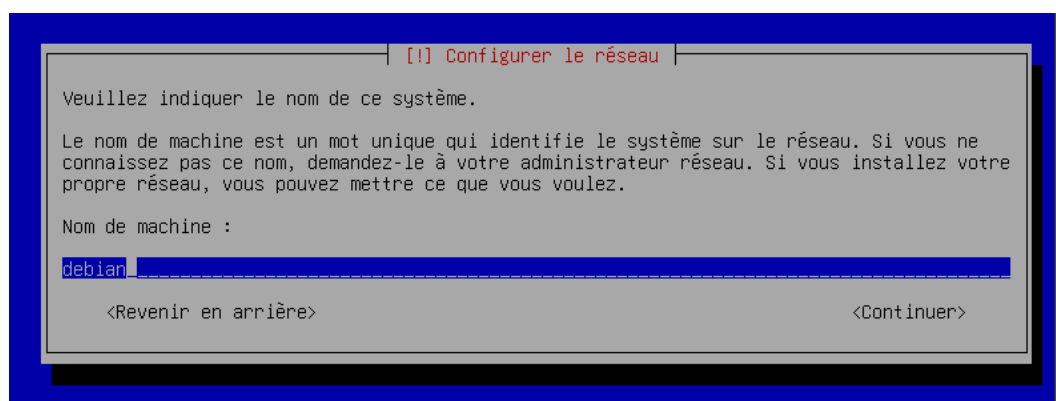 [!] Configurer le réseau
Veuillez indiquer le nom de ce système.
Le nom de machine est un mot unique qui identifie le système sur le réseau. Si vous ne
connaissez pas ce nom, demandez-le à votre administrateur réseau. Si vous installez votre
propre réseau, vous pouvez mettre ce que vous voulez.
Nom de machine :
debian
<Revenir en arrière> <Continuer>